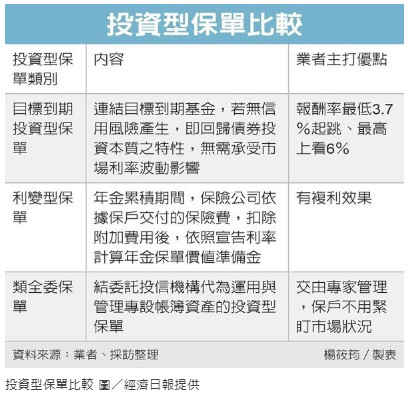 投資型保單比較
投資型保
單類別
內容
業者主打優點
目標到期
投資型保
單
連結目標到期基金，若無信
用風險產生，即回歸債券投
資本質之特性，無需承受市
場利率波動影響
報酬率最低3.7
%起跳、最高
上看6%
利變型保
單
年金累積期間，保險公司依
據保戶交付的保險費，扣除
附加費用後，依照宣告利率
計算年金保單價值準備金
有複利效果
類全委保
單
結委託投信機構代為運用與
管理專設帳簿資產的投資型
保單
交由專家管理
，保戶不用緊
盯市場狀況
資料來源：業者、採訪整理
楊筱筠／製表
投資型保單比較 圖／經濟日報提供